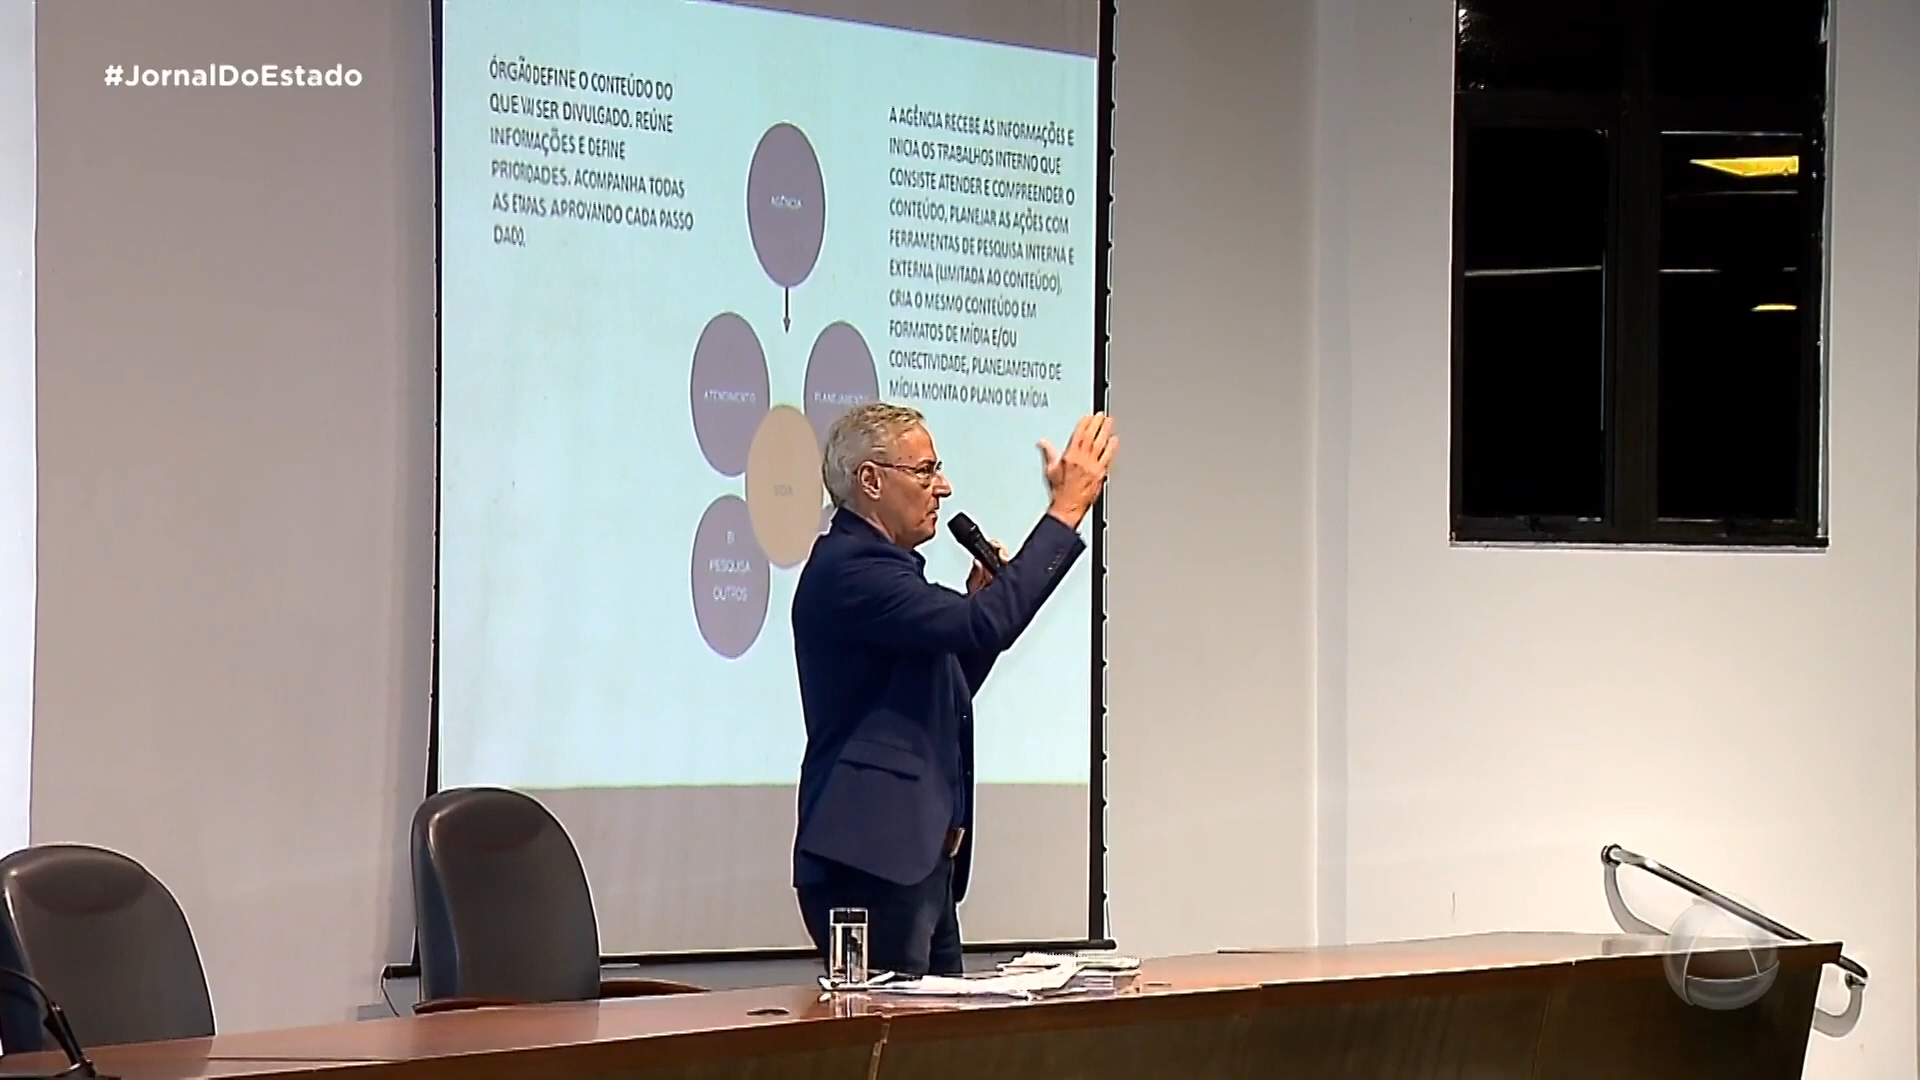 #JornalDoEstado
ÓRGÃO DEFINE O CONTEÚDO DO
QUE VAI SER DIVULGADO. REÚNE
INFORMAÇÕES E DEFINE
PRIORIDADES. ACOMPANHA TODAS
AS ETAPAS. APROVANDO CADA PASSO
DADO.
A AGÊNCIA RECEBE AS INFORMAÇÕES E
INICIA OS TRABALHOS INTERNO QUE
CONSISTE ATENDER E COMPREENDER O
CONTEÚDO, PLANEJAR AS AÇÕES COM
FERRAMENTAS DE PESQUISA INTERNA E
EXTERNA (LIMITADA AO CONTEÚDO),
CRIA O MESMO CONTEÚDO EM
FORMATOS DE MÍDIA E/OU
CONECTIVIDADE, PLANEJAMENTO DE
MÍDIA MONTA O PLANO DE MÍDIA
AGÊNCIA
ATENDIMENTO
PLANEJAMENTO
MÍDIA
BI
PESQUISA
OUTROS